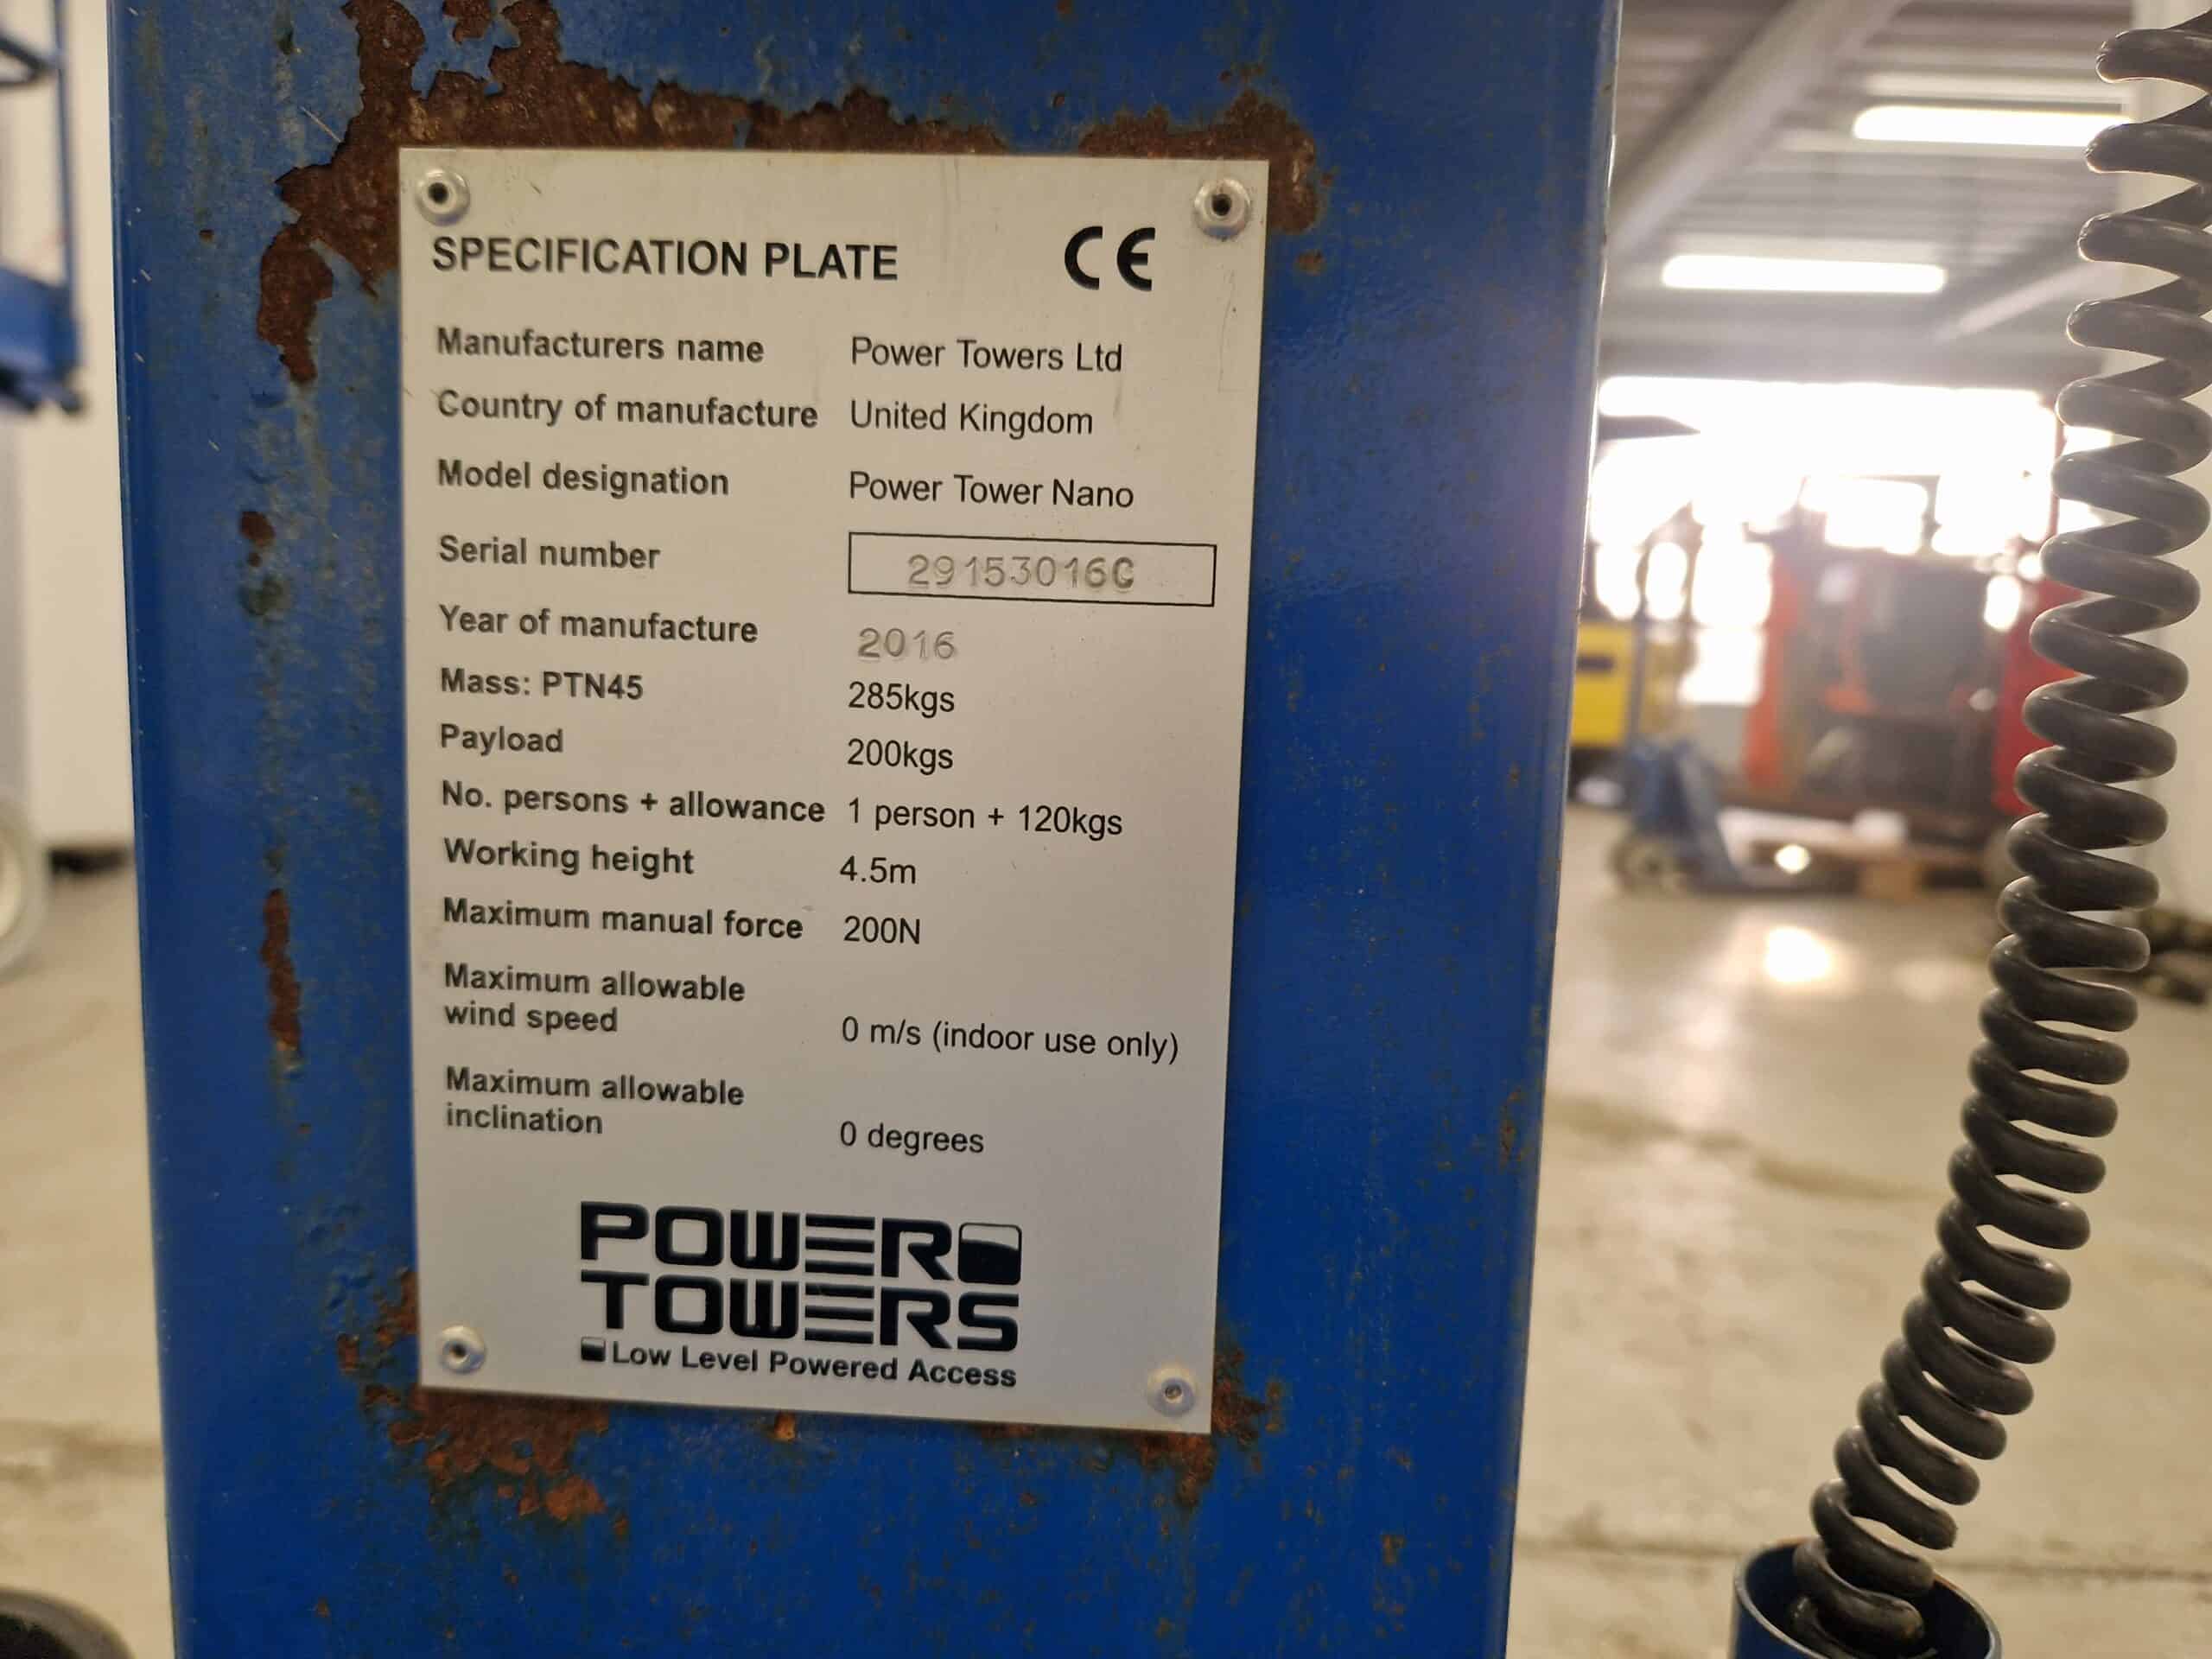 SPECIFICATION PLATE CE
Manufacturers name Power Towers Ltd
Country of manufacture United Kingdom
Model designation Power Tower Nano
Serial number 29153016C
Year of manufacture 2016
Mass: PTN45 285kgs
Payload 200kgs
No. persons + allowance 1 person + 120kgs
Working height 4.5m
Maximum manual force 200N
Maximum allowable
wind speed 0 m/s (indoor use only)
Maximum allowable
inclination 0 degrees
POWER
TOWERS
Low Level Powered Access